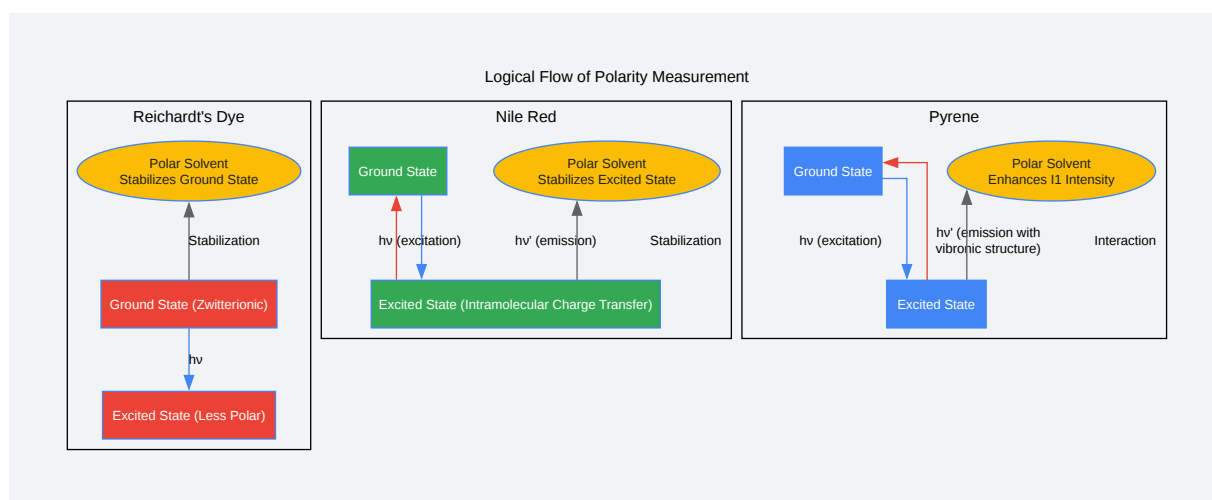 Logical Flow of Polarity Measurement
Reichardt's Dye
Polar Solvent
Stabilizes Ground State
Stabilization
Ground State (Zwitterionic)
hν
Excited State (Less Polar)
Nile Red
Ground State
Polar Solvent
Stabilizes Excited State
hν (excitation)
hν' (emission)
Stabilization
Excited State (Intramolecular Charge Transfer)
Pyrene
Ground State
Polar Solvent
Enhances I1 Intensity
hν (excitation)
hν' (emission with
vibronic structure)
Interaction
Excited State